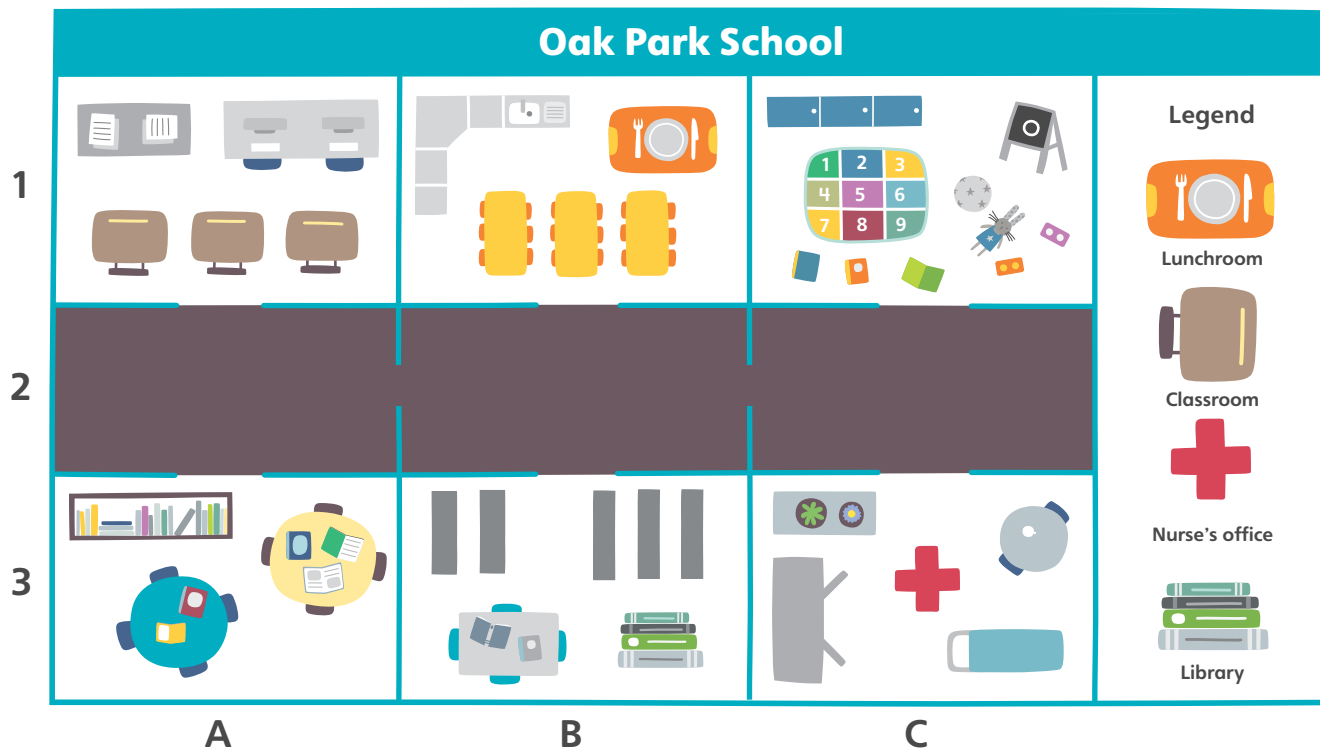 Oak Park School
Legend
1
1 2 3
4 5 6
7 8 9
Lunchroom
Classroom
2
Nurse's office
3
Library
A B C